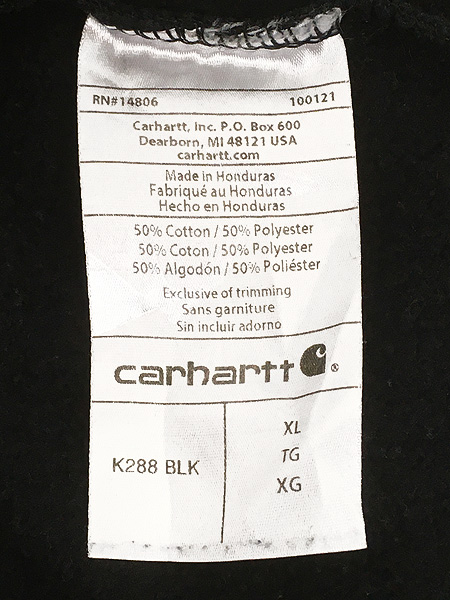 RN#14806 100121
Carhartt, Inc. P.O. Box 600
Dearborn, MI 48121 USA
carhartt.com
Made in Honduras
Fabriqué au Honduras
Hecho en Honduras
50% Cotton / 50% Polyester
50% Coton / 50% Polyester
50% Algodón / 50% Poliéster
Exclusive of trimming
Sans garniture
Sin incluir adorno
carhartt ®
K288 BLK
XL
TG
XG